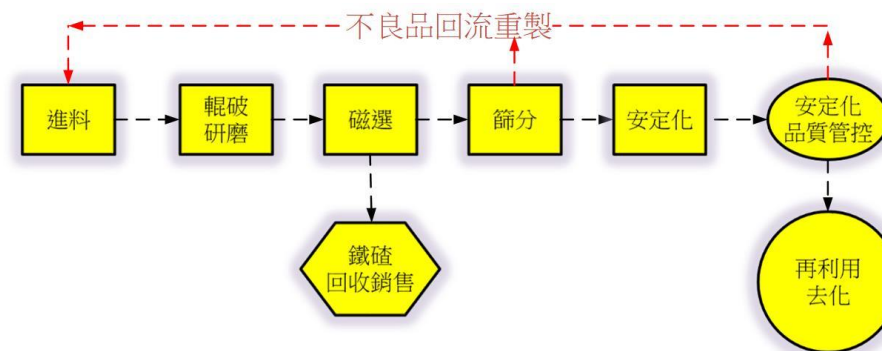 不良品回流重製
進料
輥破
研磨
磁選
篩分
安定化
安定化
品質管控
鐵碴
回收銷售
再利用
去化